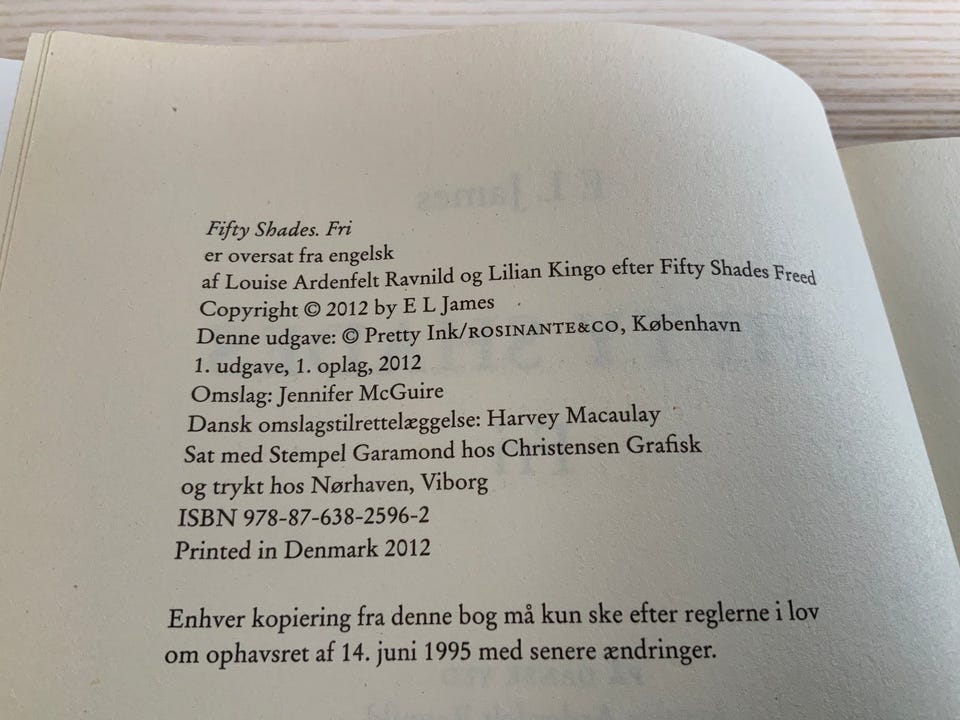 Fifty Shades. Fri
er oversat fra engelsk
af Louise Ardenfelt Ravnild og Lilian Kingo efter Fifty Shades Freed
Copyright © 2012 by E L James
Denne udgave: © Pretty Ink/ROSINANTE&CO, København
1. udgave, 1. oplag, 2012
Omslag: Jennifer McGuire
Dansk omslagstilrettelæggelse: Harvey Macaulay
Sat med Stempel Garamond hos Christensen Grafisk
og trykt hos Nørhaven, Viborg
ISBN 978-87-638-2596-2
Printed in Denmark 2012
Enhver kopiering fra denne bog må kun ske efter reglerne i lov
om ophavsret af 14. juni 1995 med senere ændringer.